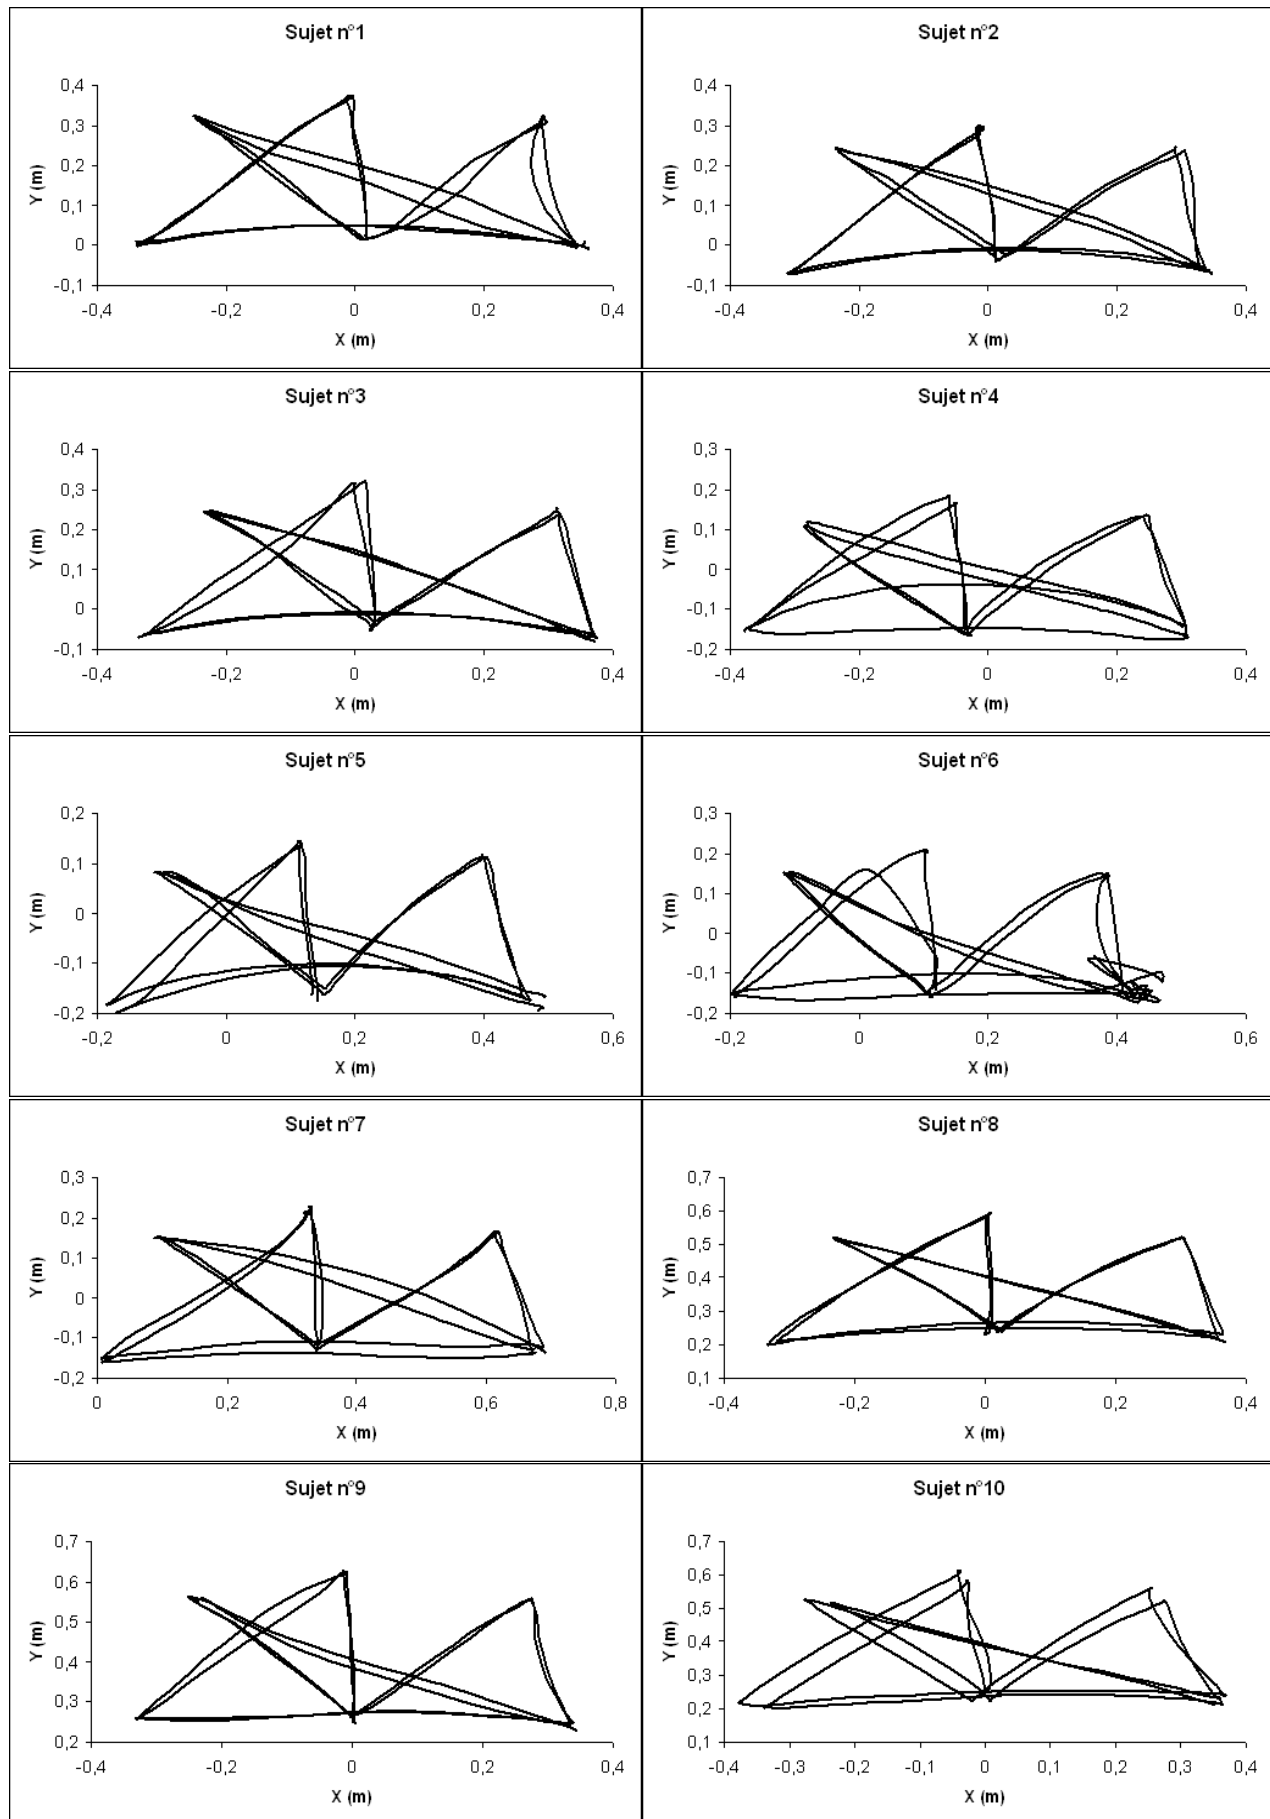 Sujet n°1
0,4
0,3
0,2
0,1
0
-0,1
Y (m)
-0,4 -0,2 0 0,2 0,4
X (m)
Sujet n°2
0,4
0,3
0,2
0,1
0
-0,1
Y (m)
-0,4 -0,2 0 0,2 0,4
X (m)
Sujet n°3
0,4
0,3
0,2
0,1
0
-0,1
Y (m)
-0,4 -0,2 0 0,2 0,4
X (m)
Sujet n°4
0,3
0,2
0,1
0
-0,1
-0,2
Y (m)
-0,4 -0,2 0 0,2 0,4
X (m)
Sujet n°5
0,2
0,1
0
-0,1
-0,2
Y (m)
-0,2 0 0,2 0,4 0,6
X (m)
Sujet n°6
0,3
0,2
0,1
0
-0,1
-0,2
Y (m)
-0,2 0 0,2 0,4 0,6
X (m)
Sujet n°7
0,3
0,2
0,1
0
-0,1
-0,2
Y (m)
0 0,2 0,4 0,6 0,8
X (m)
Sujet n°8
0,7
0,6
0,5
0,4
0,3
0,2
0,1
Y (m)
-0,4 -0,2 0 0,2 0,4
X (m)
Sujet n°9
0,7
0,6
0,5
0,4
0,3
0,2
Y (m)
-0,4 -0,2 0 0,2 0,4
X (m)
Sujet n°10
0,7
0,6
0,5
0,4
0,3
0,2
0,1
Y (m)
-0,4 -0,3 -0,2 -0,1 0 0,1 0,2 0,3 0,4
X (m)